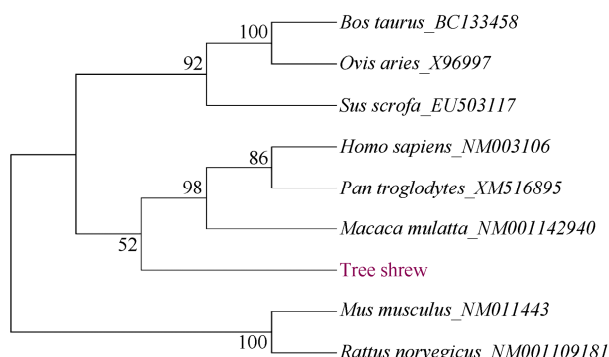 Bos taurus_BC133458
100
Ovis aries_X96997
92
Sus scrofa_EU503117
Homo sapiens_NM003106
86
Pan troglodytes_XM516895
98
Macaca mulatta_NM001142940
52
Tree shrew
Mus musculus_NM011443
100
Rattus norvegicus_NM001109181